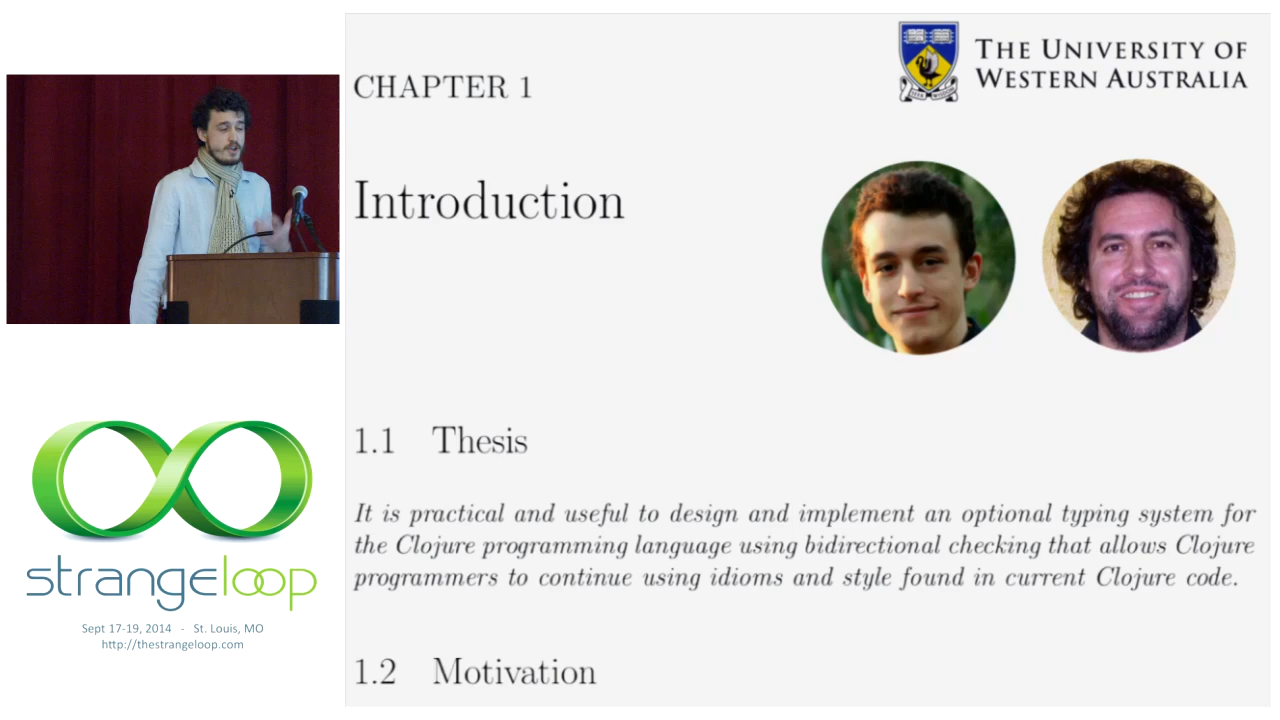 CHAPTER 1
THE UNIVERSITY OF
WESTERN AUSTRALIA
Introduction
1.1 Thesis
It is practical and useful to design and implement an optional typing system for
the Clojure programming language using bidirectional checking that allows Clojure
programmers to continue using idioms and style found in current Clojure code.
1.2 Motivation
strangeloop
Sept 17-19, 2014 - St. Louis, MO
http://thestrangeloop.com